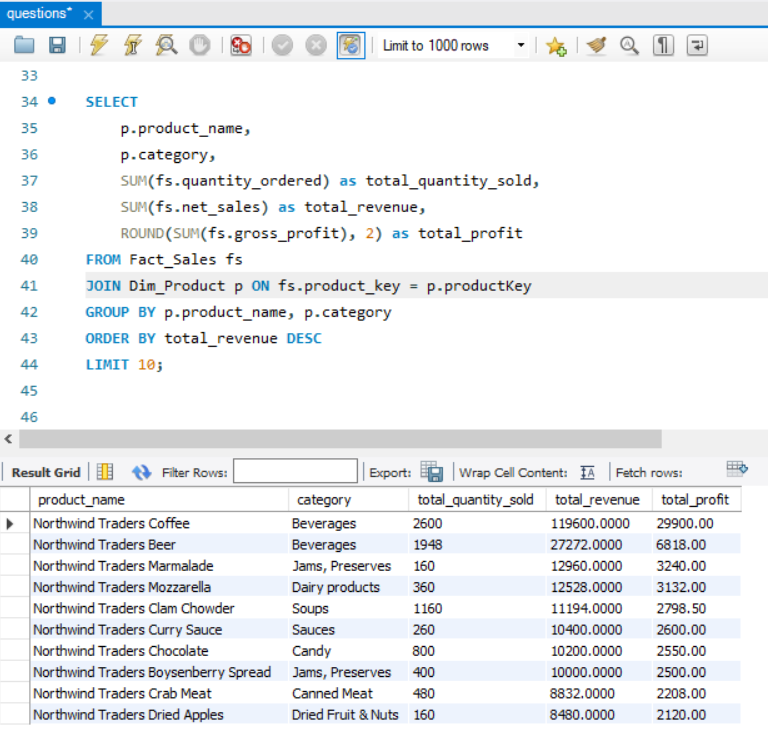 questions*
Limit to 1000 rows
33
34 SELECT
35 p.product_name,
36 p.category,
37 SUM(fs.quantity_ordered) as total_quantity_sold,
38 SUM(fs.net_sales) as total_revenue,
39 ROUND(SUM(fs.gross_profit), 2) as total_profit
40 FROM Fact_Sales fs
41 JOIN Dim_Product p ON fs.product_key = p.productKey
42 GROUP BY p.product_name, p.category
43 ORDER BY total_revenue DESC
44 LIMIT 10;
45
46
Result Grid Filter Rows: Export: Wrap Cell Content: Fetch rows:
product_name category total_quantity_sold total_revenue total_profit
Northwind Traders Coffee Beverages 2600 119600.0000 29900.00
Northwind Traders Beer Beverages 1948 27272.0000 6818.00
Northwind Traders Marmalade Jams, Preserves 160 12960.0000 3240.00
Northwind Traders Mozzarella Dairy products 360 12528.0000 3132.00
Northwind Traders Clam Chowder Soups 1160 11194.0000 2798.50
Northwind Traders Curry Sauce Sauces 260 10400.0000 2600.00
Northwind Traders Chocolate Candy 800 10200.0000 2550.00
Northwind Traders Boysenberry Spread Jams, Preserves 400 10000.0000 2500.00
Northwind Traders Crab Meat Canned Meat 480 8832.0000 2208.00
Northwind Traders Dried Apples Dried Fruit & Nuts 160 8480.0000 2120.00